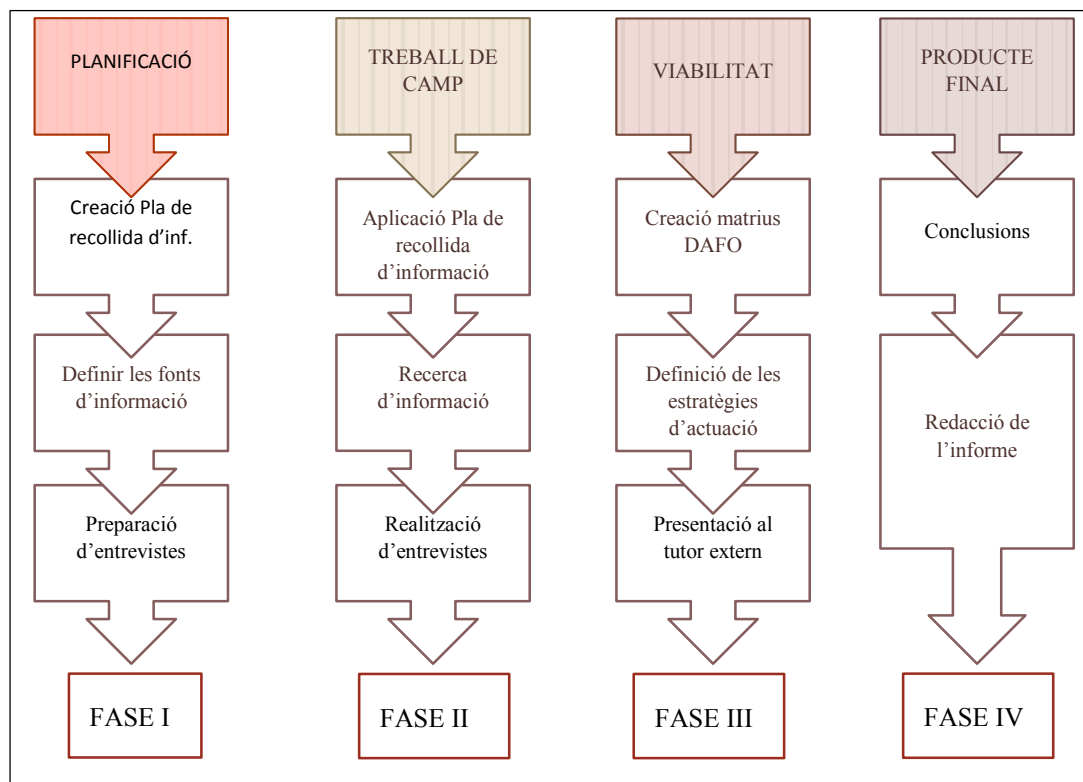 PLANIFICACIÓ
Creació Pla de
recollida d'inf.
Definir les fonts
d'informació
Preparació
d'entrevistes
FASE I
TREBALL DE
CAMP
Aplicació Pla de
recollida
d'informació
Recerca
d'informació
Realització
d'entrevistes
FASE II
VIABILITAT
Creació matrius
DAFO
Definició de les
estratègies
d'actuació
Presentació al
tutor extern
FASE III
PRODUCTE
FINAL
Conclusions
Redacció de
l'informe
FASE IV